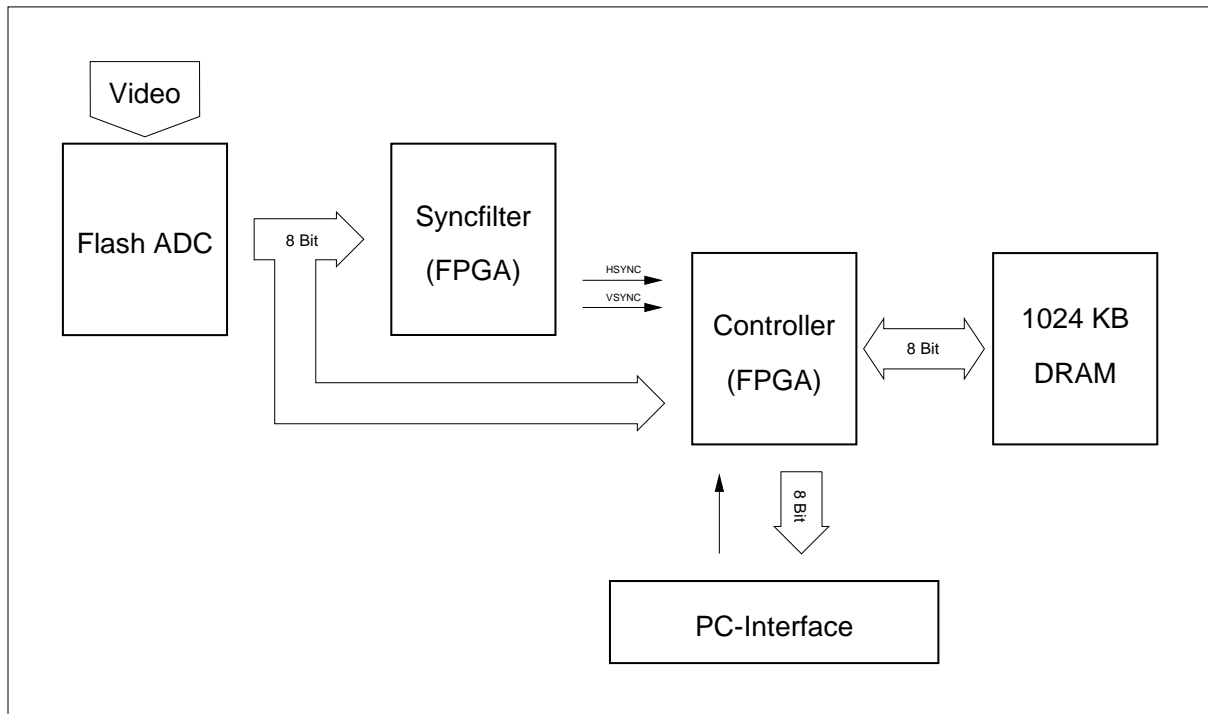 Video
Flash ADC
8 Bit
Syncfilter
(FPGA)
HSYNC
VSYNC
Controller
(FPGA)
8 Bit
1024 KB
DRAM
8 Bit
PC-Interface